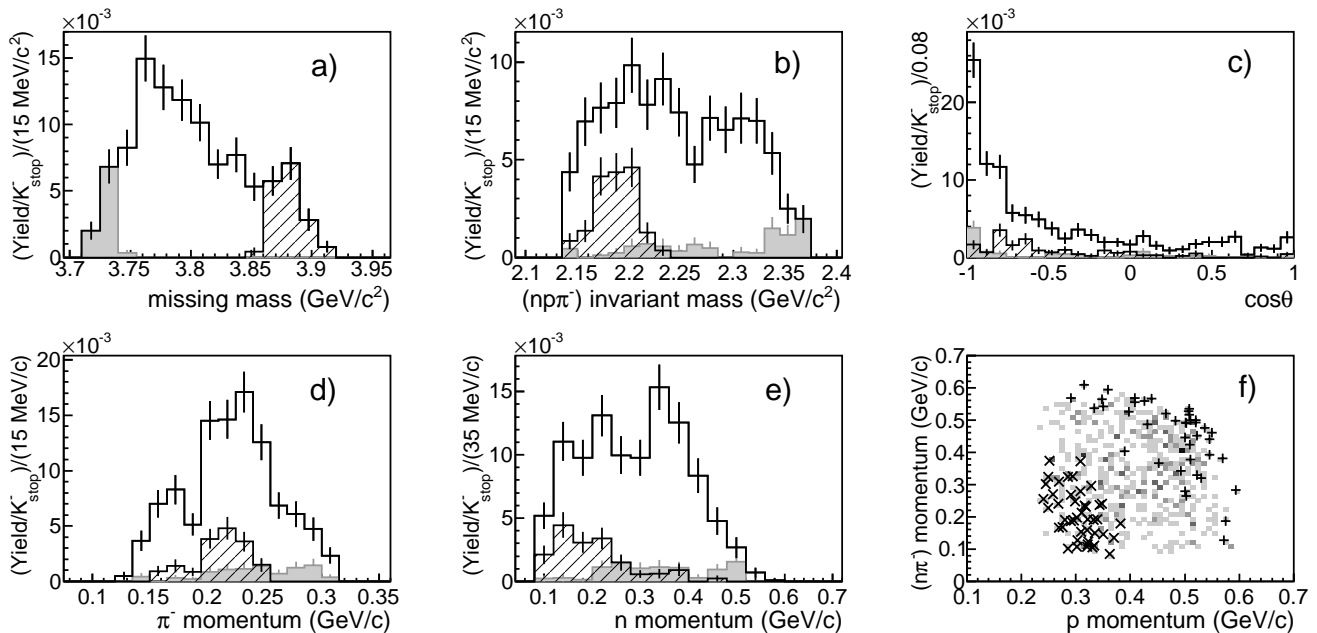 ×10⁻³
a)
(Yield/K⁻stop)/(15 MeV/c²)
15
10
5
0
3.7 3.75 3.8 3.85 3.9 3.95
missing mass (GeV/c²)
×10⁻³
b)
(Yield/K⁻stop)/(15 MeV/c²)
10
5
0
2.1 2.15 2.2 2.25 2.3 2.35 2.4
(npπ⁻) invariant mass (GeV/c²)
×10⁻³
c)
(Yield/K⁻stop)/0.08
20
10
0
-1 -0.5 0 0.5 1
cosθ
×10⁻³
d)
(Yield/K⁻stop)/(15 MeV/c)
20
15
10
5
0
0.1 0.15 0.2 0.25 0.3 0.35
π⁻ momentum (GeV/c)
×10⁻³
e)
(Yield/K⁻stop)/(35 MeV/c)
15
10
5
0
0.1 0.2 0.3 0.4 0.5 0.6 0.7
n momentum (GeV/c)
f)
(nπ⁻) momentum (GeV/c)
0.7
0.6
0.5
0.4
0.3
0.2
0.1
0
0.1 0.2 0.3 0.4 0.5 0.6 0.7
p momentum (GeV/c)